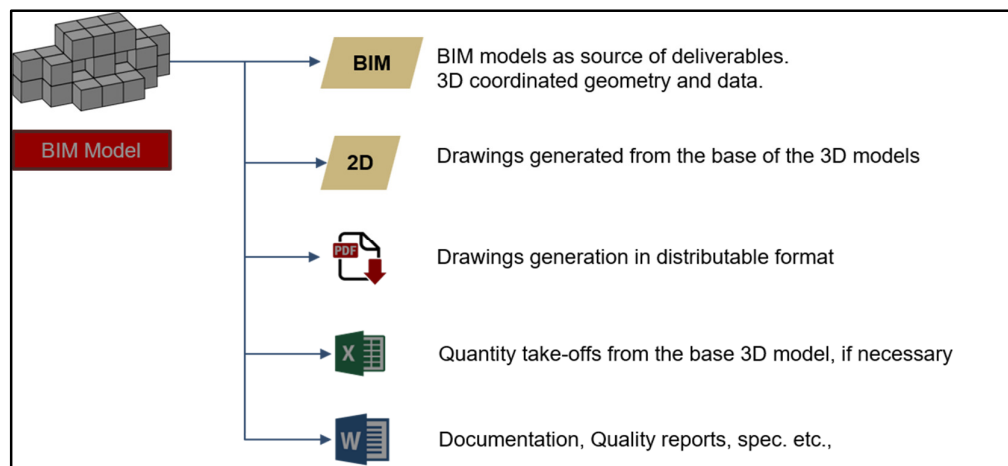 BIM Model
BIM
BIM models as source of deliverables.
3D coordinated geometry and data.
2D
Drawings generated from the base of the 3D models
PDF
Drawings generation in distributable format
X
Quantity take-offs from the base 3D model, if necessary
W
Documentation, Quality reports, spec. etc.,